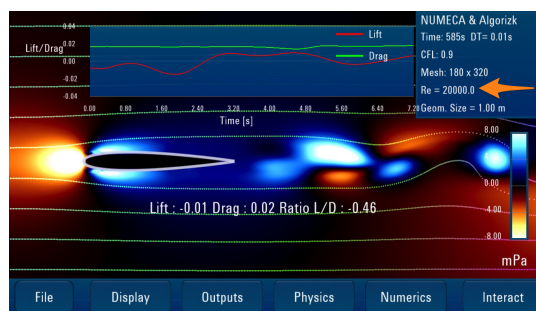 NUMECA & Algorizk
Time: 585s DT= 0.01s
CFL: 0.9
Mesh: 180 x 320
Re = 20000.0
Geom. Size = 1.00 m
Lift/Drag
0.04
0.02
0.00
-0.02
-0.04
Lift
Drag
0.00 0.80 1.60 2.40 3.20 4.00 4.80 5.60 6.40 7.20
Time [s]
8.00
0.00
-4.00
-8.00
mPa
Lift : -0.01 Drag : 0.02 Ratio L/D : -0.46
File Display Outputs Physics Numerics Interact